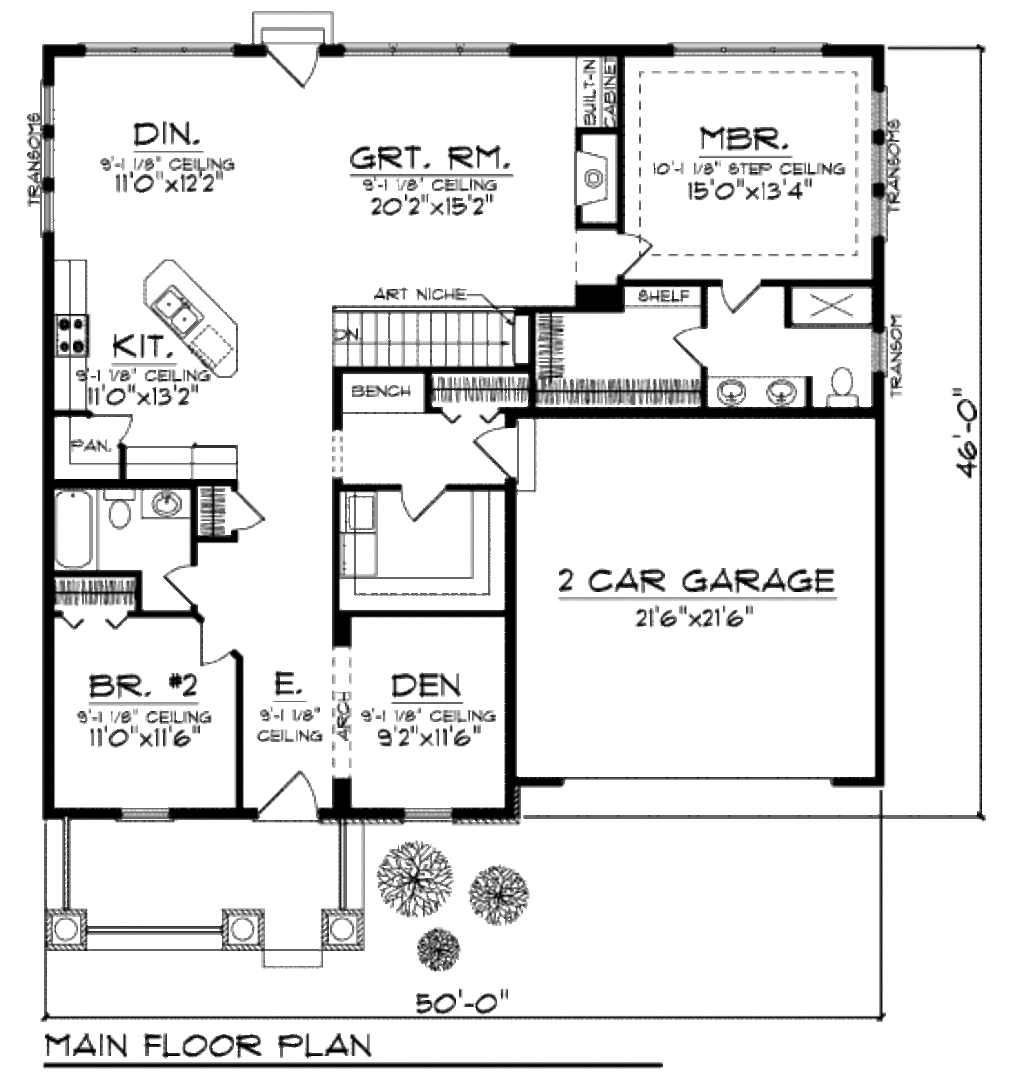 BUILT-IN
CABINET
TRANSOMS
DIN.
9'-1 1/8" CEILING
11'0"x12'2"
GRT. RM.
9'-1 1/8" CEILING
20'2"x15'2"
MBR.
10'-1 1/8" STEP CEILING
15'0"x13'4"
TRANSOMS
ART NICHE
SHELF
DN.
KIT.
9'-1 1/8" CEILING
11'0"x13'2"
TRANSOM
BENCH
PAN.
46'-0"
2 CAR GARAGE
21'6"x21'6"
BR. #2
9'-1 1/8" CEILING
11'0"x11'6"
E.
9'-1 1/8"
CEILING
ARCH
DEN
9'-1 1/8" CEILING
9'2"x11'6"
50'-0"
MAIN FLOOR PLAN